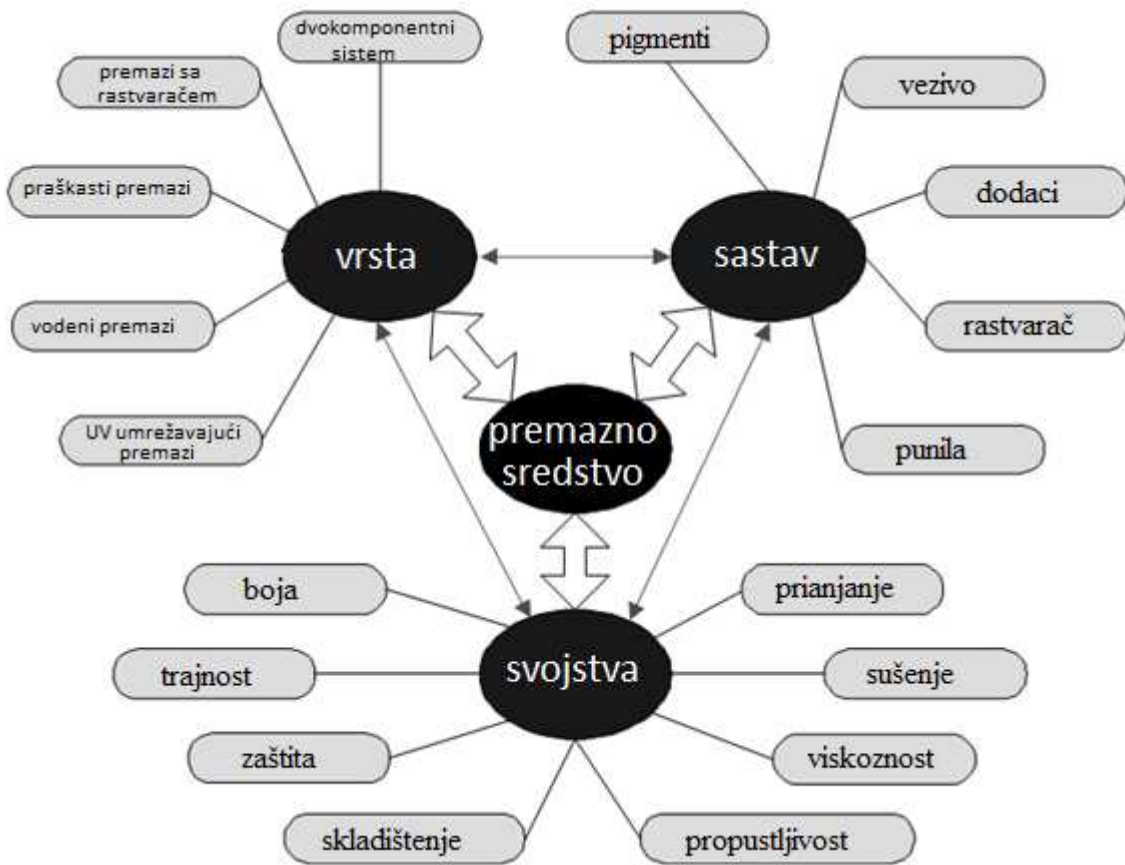 dvokomponentni
sistem
pigmenti
premazi sa
rastvaračem
vezivo
praškasti premazi
dodaci
vrsta
sastav
vodeni premazi
rastvarač
UV umrežavajući
premazi
premazno
sredstvo
punila
boja
prianjanje
trajnost
svojstva
sušenje
zaštita
viskoznost
skladištenje
propustljivost